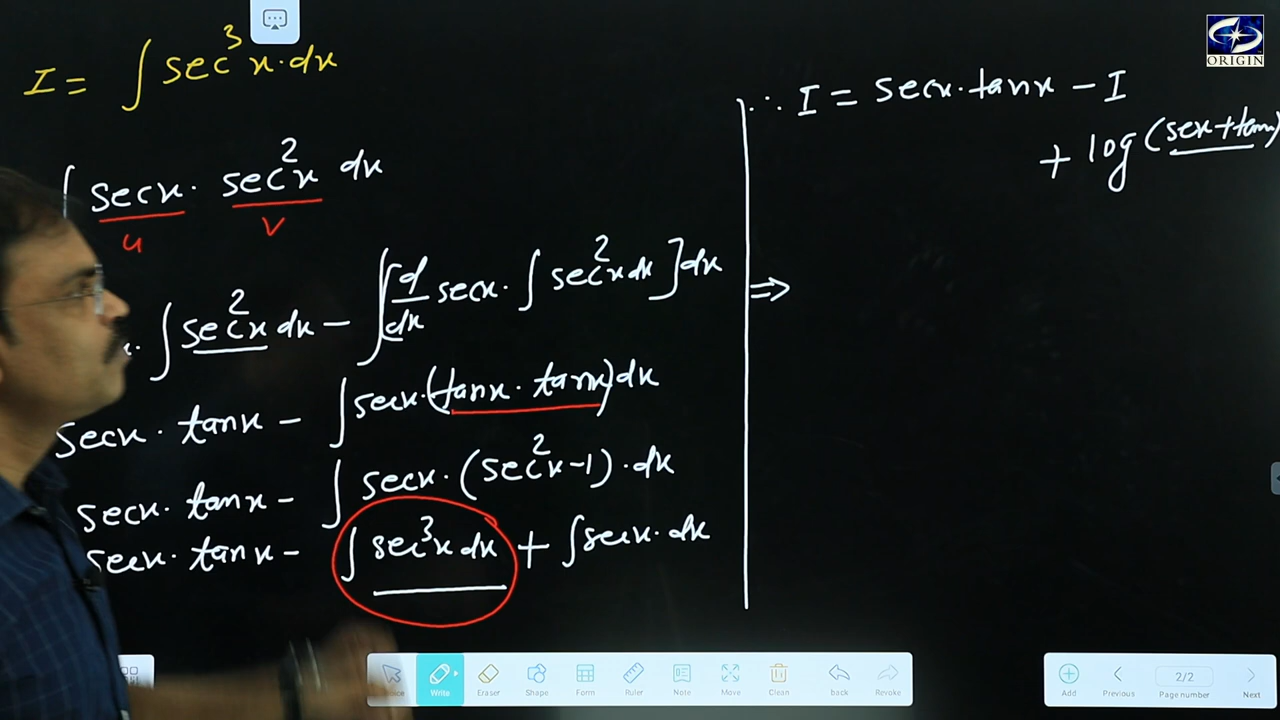 I = ∫ sec³x·dx
∫ secx · sec²x dx
u v
· ∫ sec²x dx − ∫[d/dx secx · ∫ sec²x dx] dx
secx · tanx − ∫ secx·(tanx · tanx)dx
secx · tanx − ∫ secx·(sec²x−1)·dx
secx · tanx − ∫ sec³x dx + ∫ secx·dx
∴ I = secx·tanx − I
+ log(sex+tanx)
⇒
ORIGIN
Write
Eraser
Shape
Form
Ruler
Note
Move
Clean
back
Revoke
Add
Previous
2/2
Page number
Next